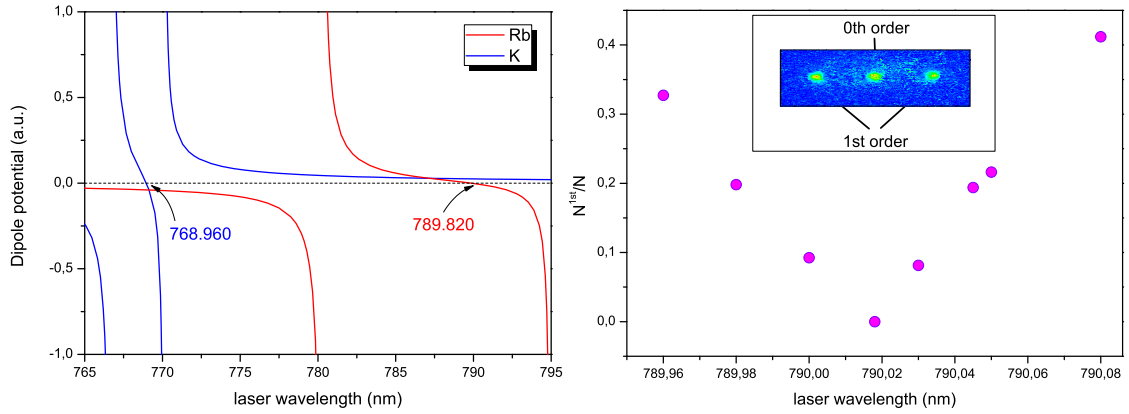 Dipole potential (a.u.)
1,0
0,5
0,0
-0,5
-1,0
Rb
K
768.960
789.820
765 770 775 780 785 790 795
laser wavelength (nm)
N1st/N
0,4
0,3
0,2
0,1
0,0
0th order
1st order
789,96 789,98 790,00 790,02 790,04 790,06 790,08
laser wavelength (nm)